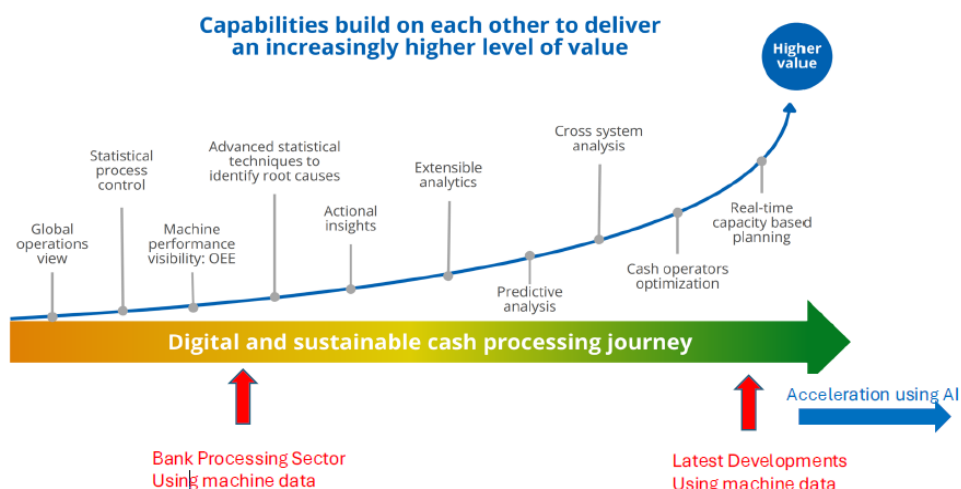 Capabilities build on each other to deliver
an increasingly higher level of value
Higher
value
Cross system
analysis
Advanced statistical
techniques to
identify root causes
Statistical
process
control
Extensible
analytics
Actional
insights
Global
operations
view
Machine
performance
visibility: OEE
Real-time
capacity based
planning
Predictive
analysis
Cash operators
optimization
Digital and sustainable cash processing journey
Acceleration using AI
Bank Processing Sector
Using machine data
Latest Developments
Using machine data